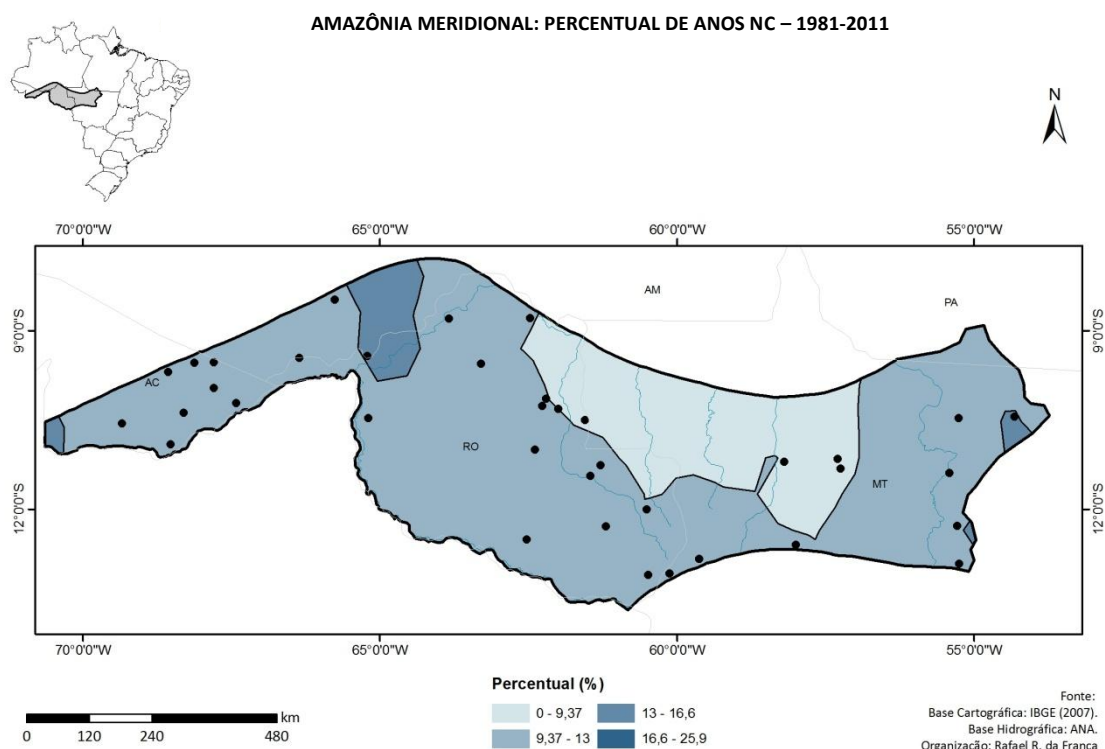 AMAZÔNIA MERIDIONAL: PERCENTUAL DE ANOS NC – 1981-2011
N
70°0'0"W 65°0'0"W 60°0'0"W 55°0'0"W
AM
PA
9°0'0"S 9°0'0"S
AC
RO
MT
12°0'0"S 12°0'0"S
70°0'0"W 65°0'0"W 60°0'0"W 55°0'0"W
Percentual (%)
0 - 9,37 13 - 16,6
9,37 - 13 16,6 - 25,9
km
0 120 240 480
Fonte:
Base Cartográfica: IBGE (2007).
Base Hidrográfica: ANA.
Organização: Rafael R. da Franca